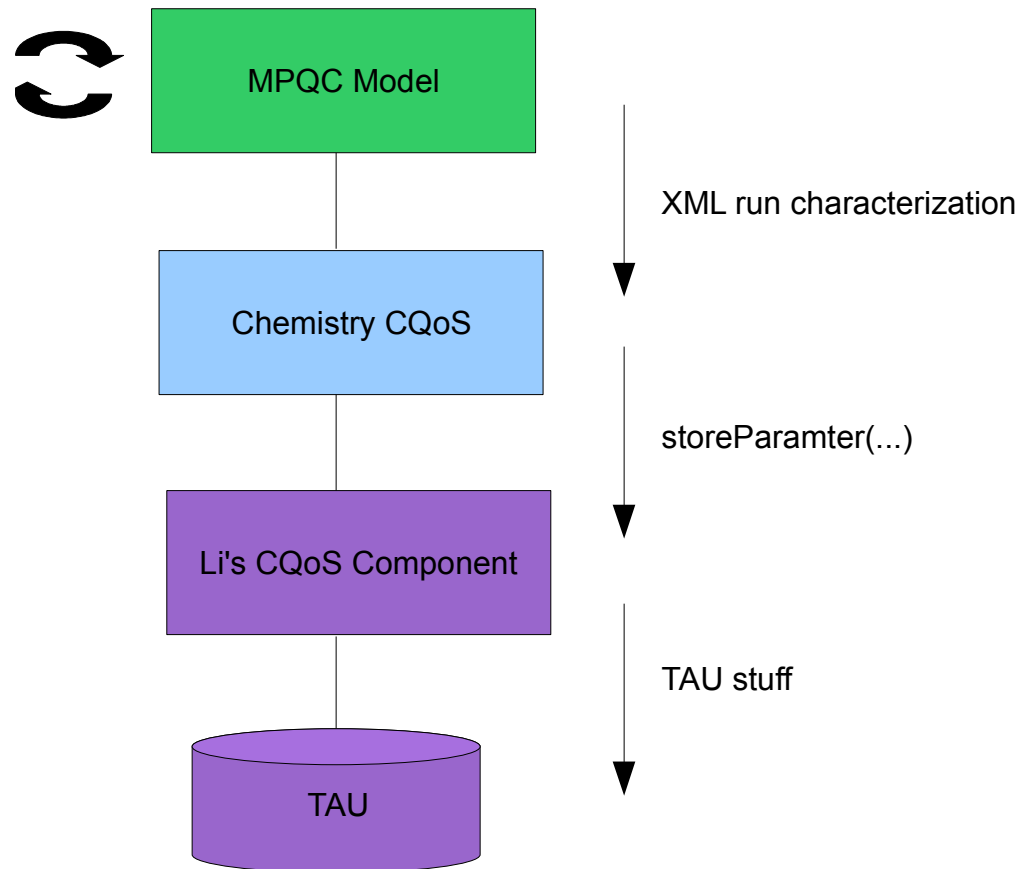 MPQC Model
XML run characterization
Chemistry CQoS
storeParamter(...)
Li's CQoS Component
TAU stuff
TAU